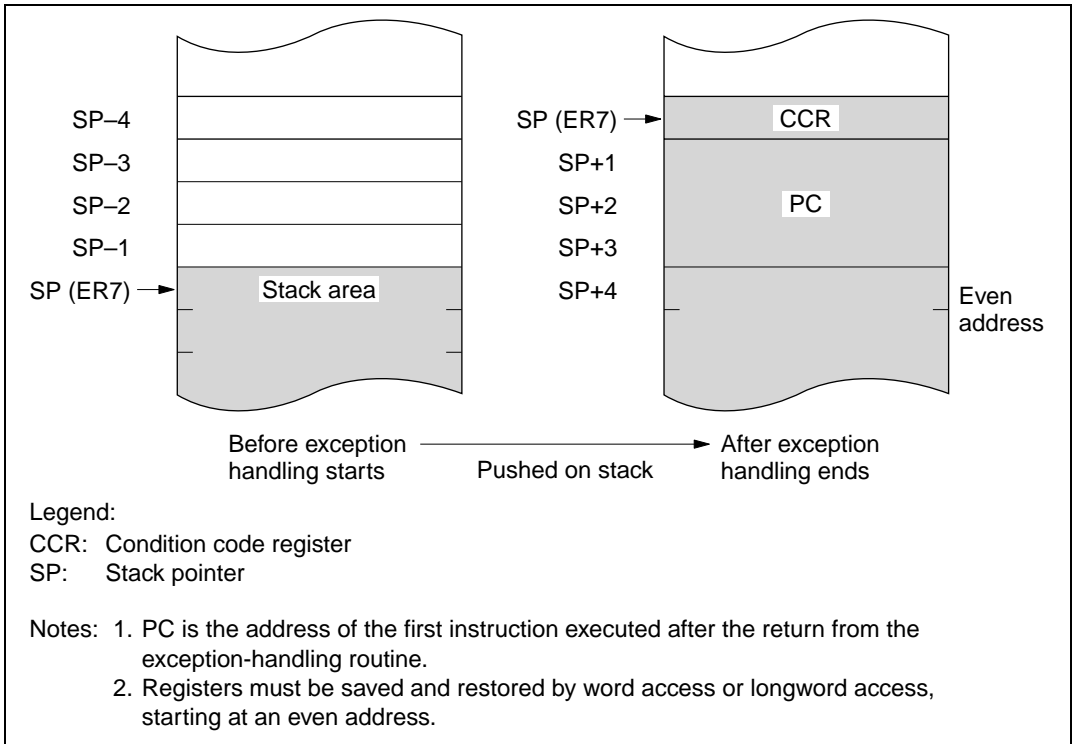 SP–4
SP–3
SP–2
SP–1
SP (ER7)
Stack area
SP (ER7)
SP+1
SP+2
SP+3
SP+4
CCR
PC
Even
address
Before exception
handling starts
Pushed on stack
After exception
handling ends
Legend:
CCR: Condition code register
SP: Stack pointer
Notes: 1. PC is the address of the first instruction executed after the return from the
exception-handling routine.
2. Registers must be saved and restored by word access or longword access,
starting at an even address.